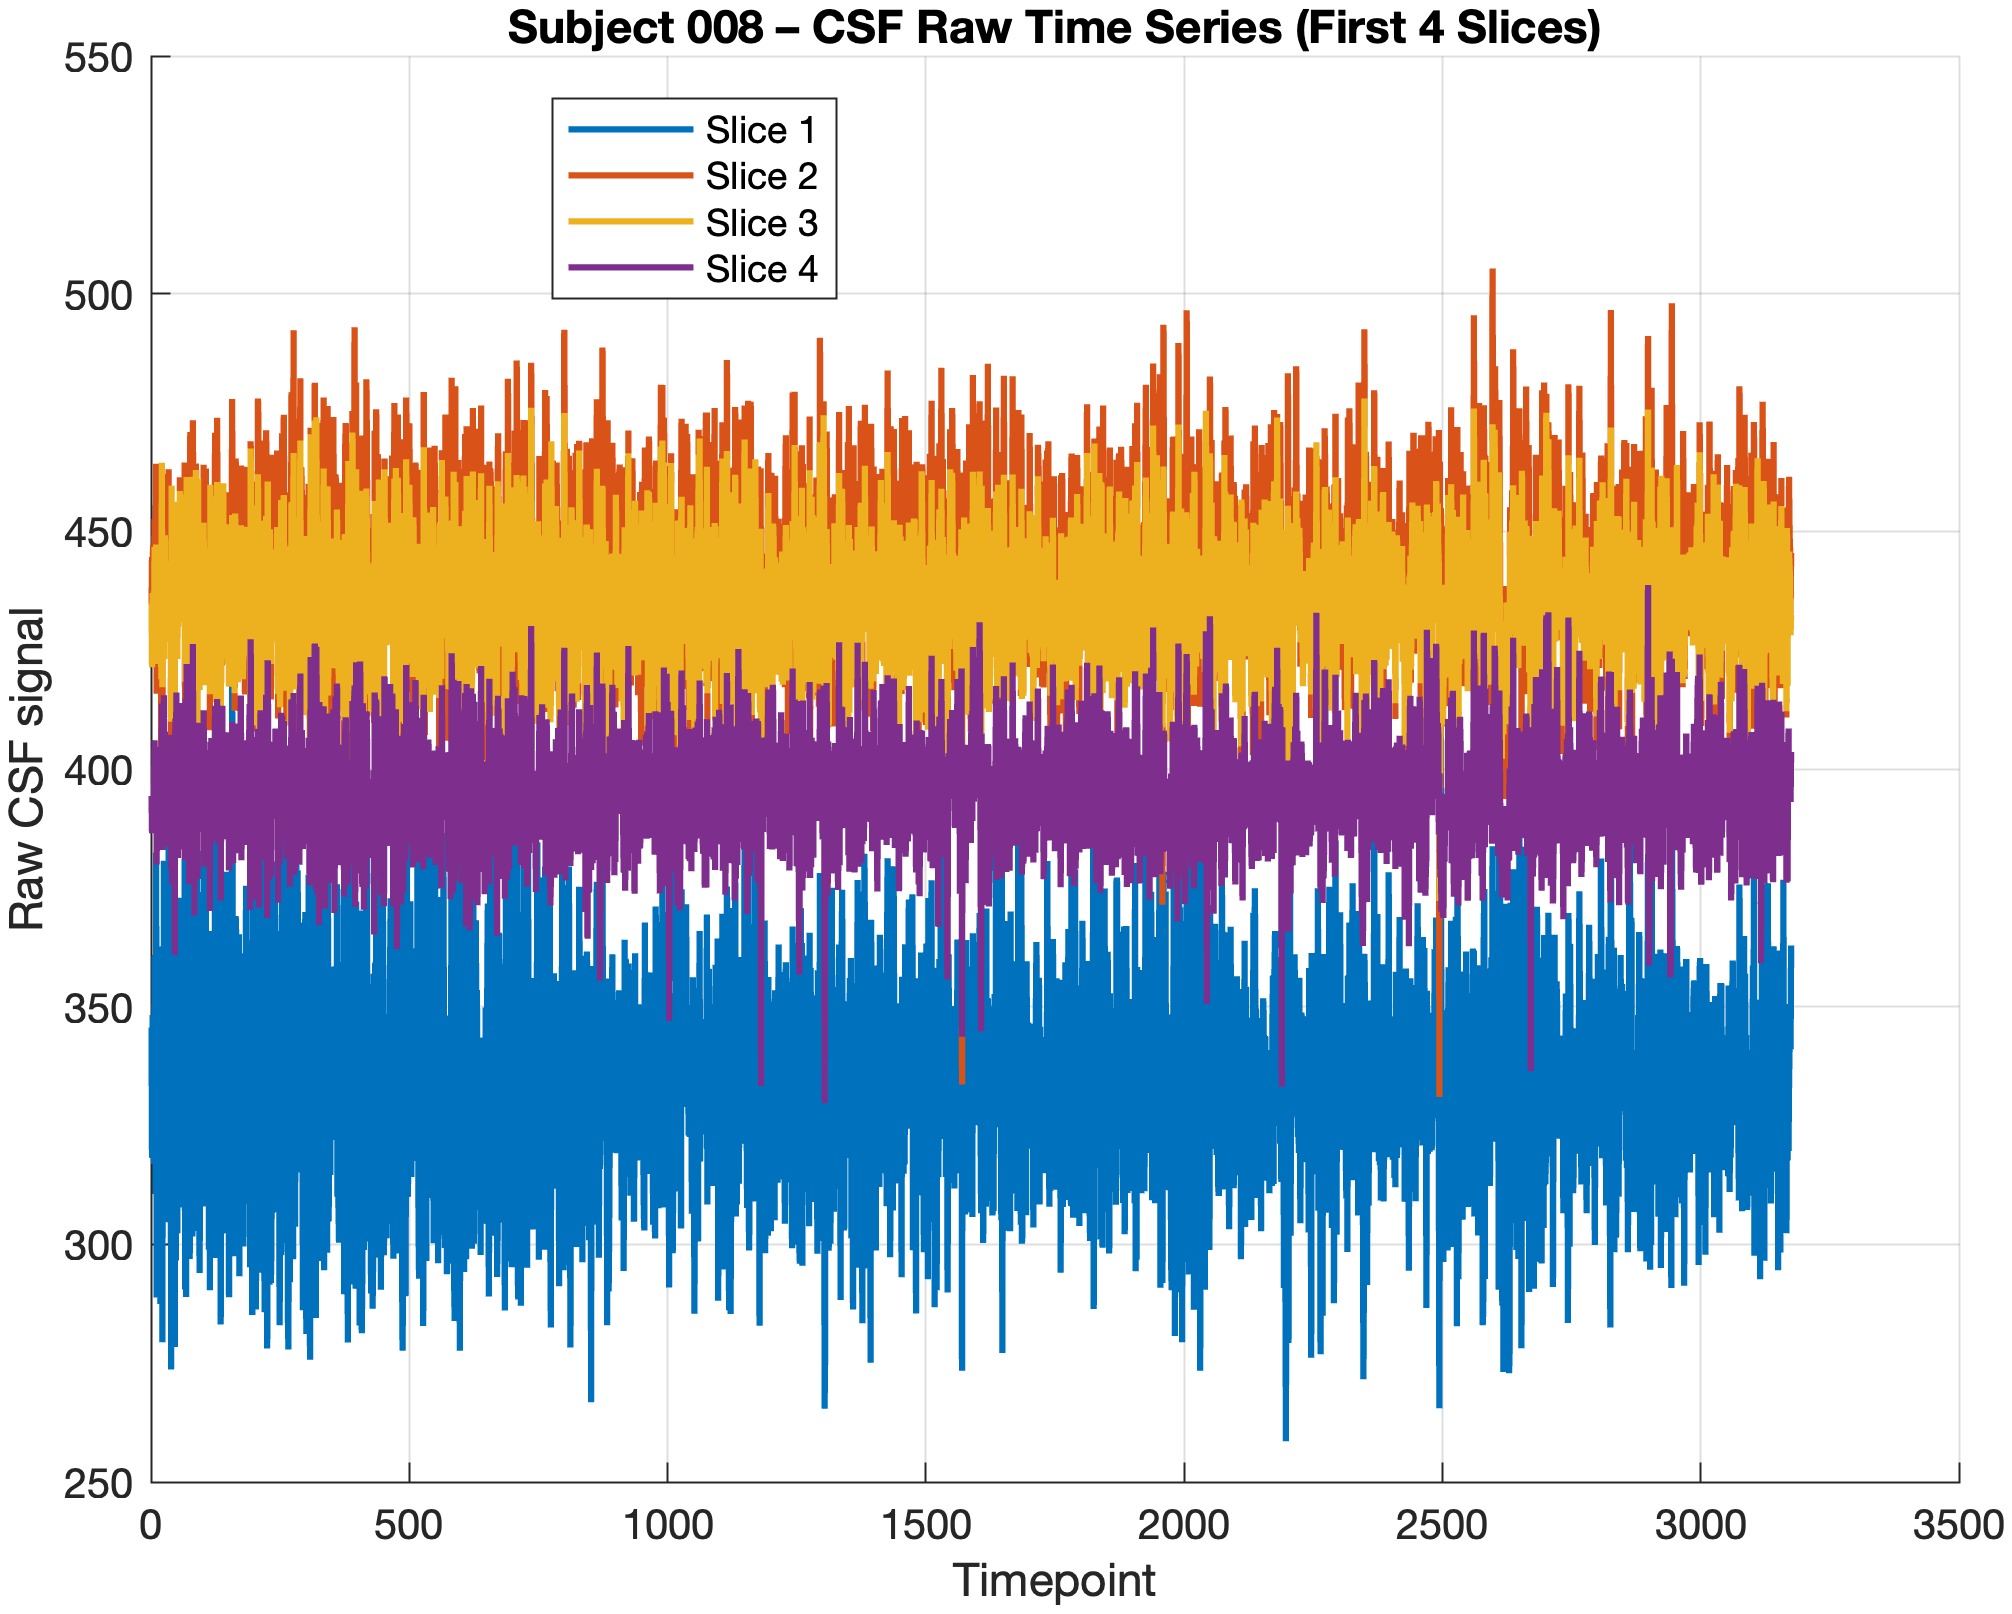 Subject 008 – CSF Raw Time Series (First 4 Slices)
550
500
450
400
350
300
250
Raw CSF signal
Slice 1
Slice 2
Slice 3
Slice 4
0 500 1000 1500 2000 2500 3000 3500
Timepoint